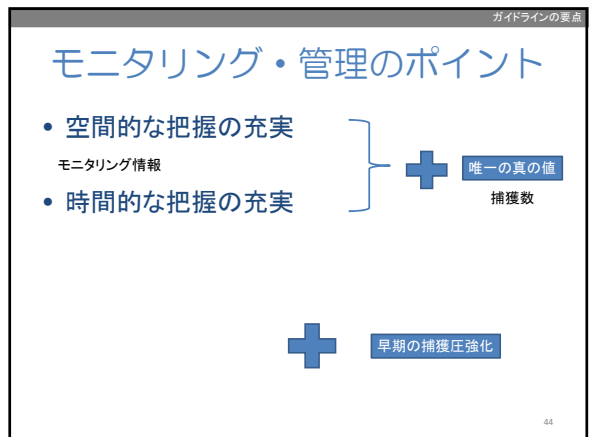 ガイドラインの要点
モニタリング・管理のポイント
• 空間的な把握の充実
モニタリング情報
• 時間的な把握の充実
唯一の真の値
捕獲数
早期の捕獲圧強化
44